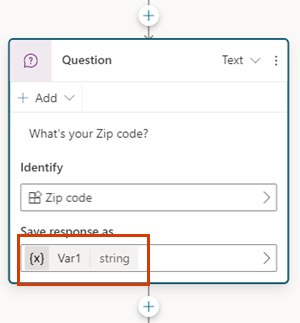 Question Text
+ Add
What's your Zip code?
Identify
Zip code
Save response as
{x} Var1 string